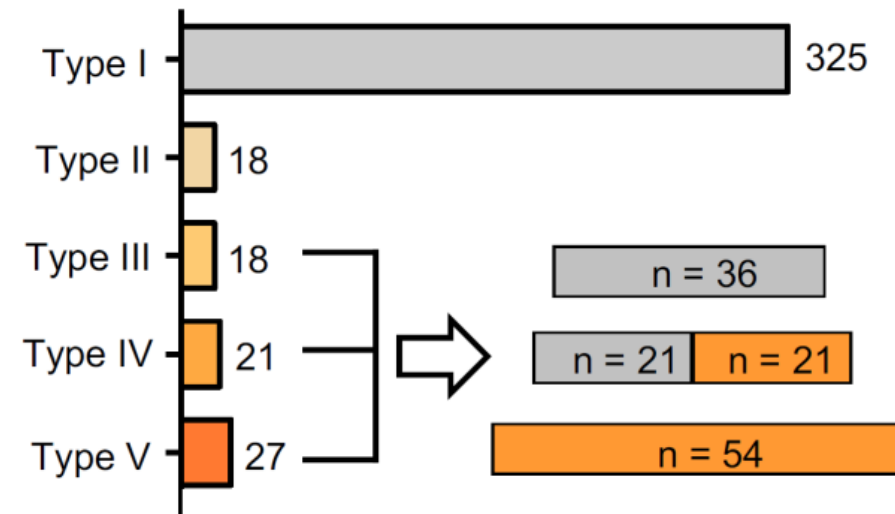 Type I 325
Type II 18
Type III 18 n = 36
Type IV 21 n = 21 n = 21
Type V 27 n = 54